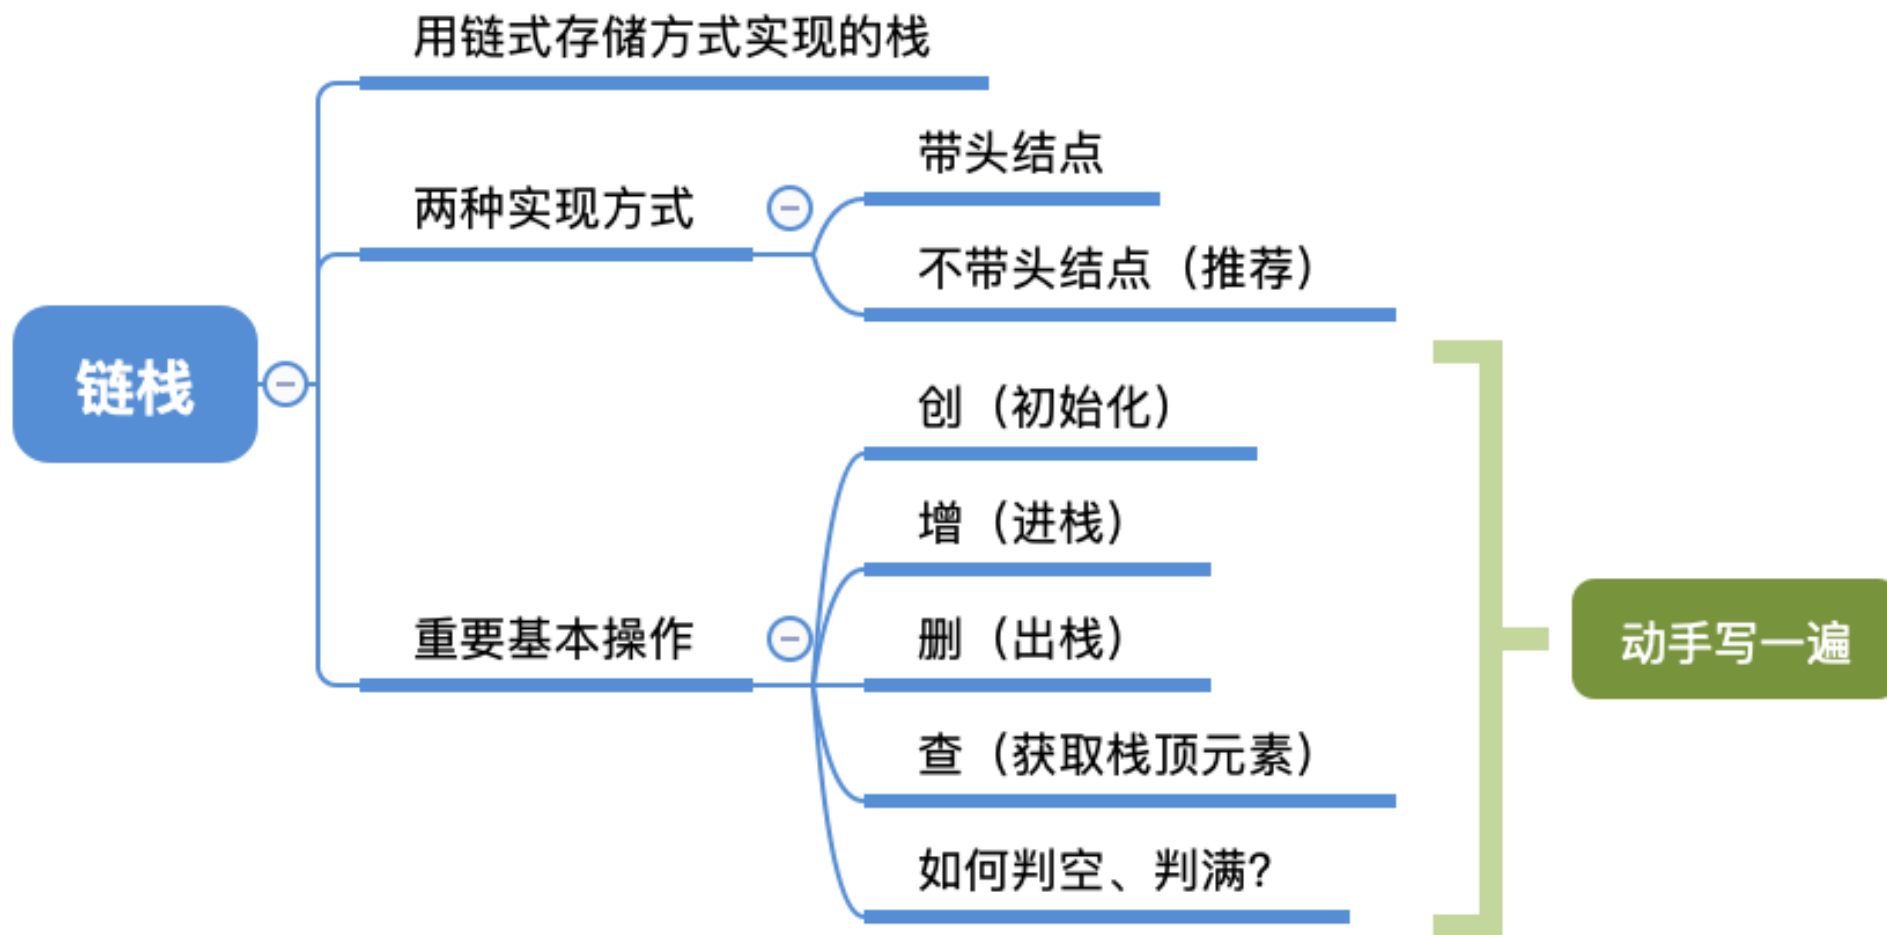 用链式存储方式实现的栈
带头结点
两种实现方式
不带头结点（推荐）
链栈
创（初始化）
增（进栈）
重要基本操作
删（出栈）
动手写一遍
查（获取栈顶元素）
如何判空、判满?